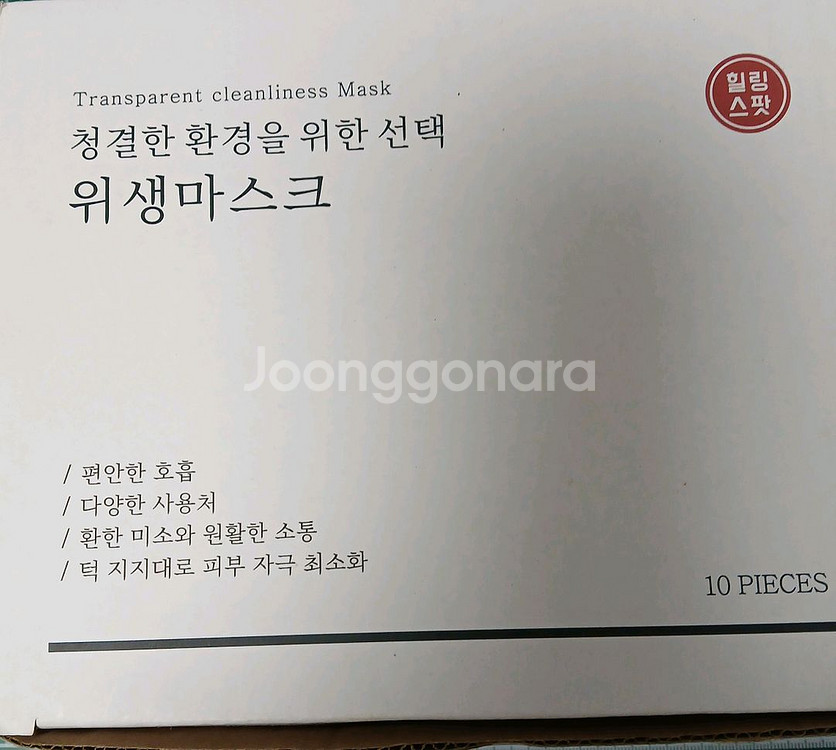 Transparent cleanliness Mask
청결한 환경을 위한 선택
위생마스크
힐링
스팟
Joonggonara
/ 편안한 호흡
/ 다양한 사용처
/ 환한 미소와 원활한 소통
/ 턱 지지대로 피부 자극 최소화
10 PIECES